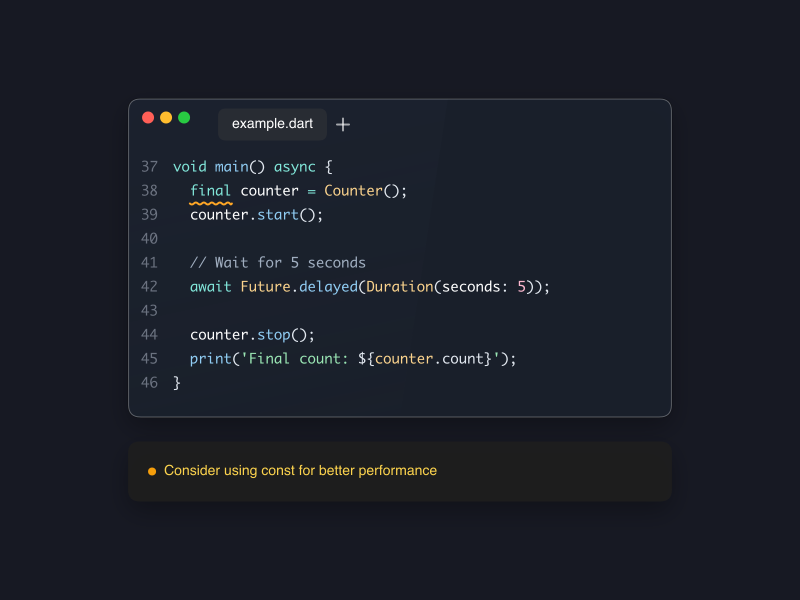 example.dart +
37 void main() async {
38   final counter = Counter();
39   counter.start();
40
41   // Wait for 5 seconds
42   await Future.delayed(Duration(seconds: 5));
43
44   counter.stop();
45   print('Final count: ${counter.count}');
46 }
Consider using const for better performance